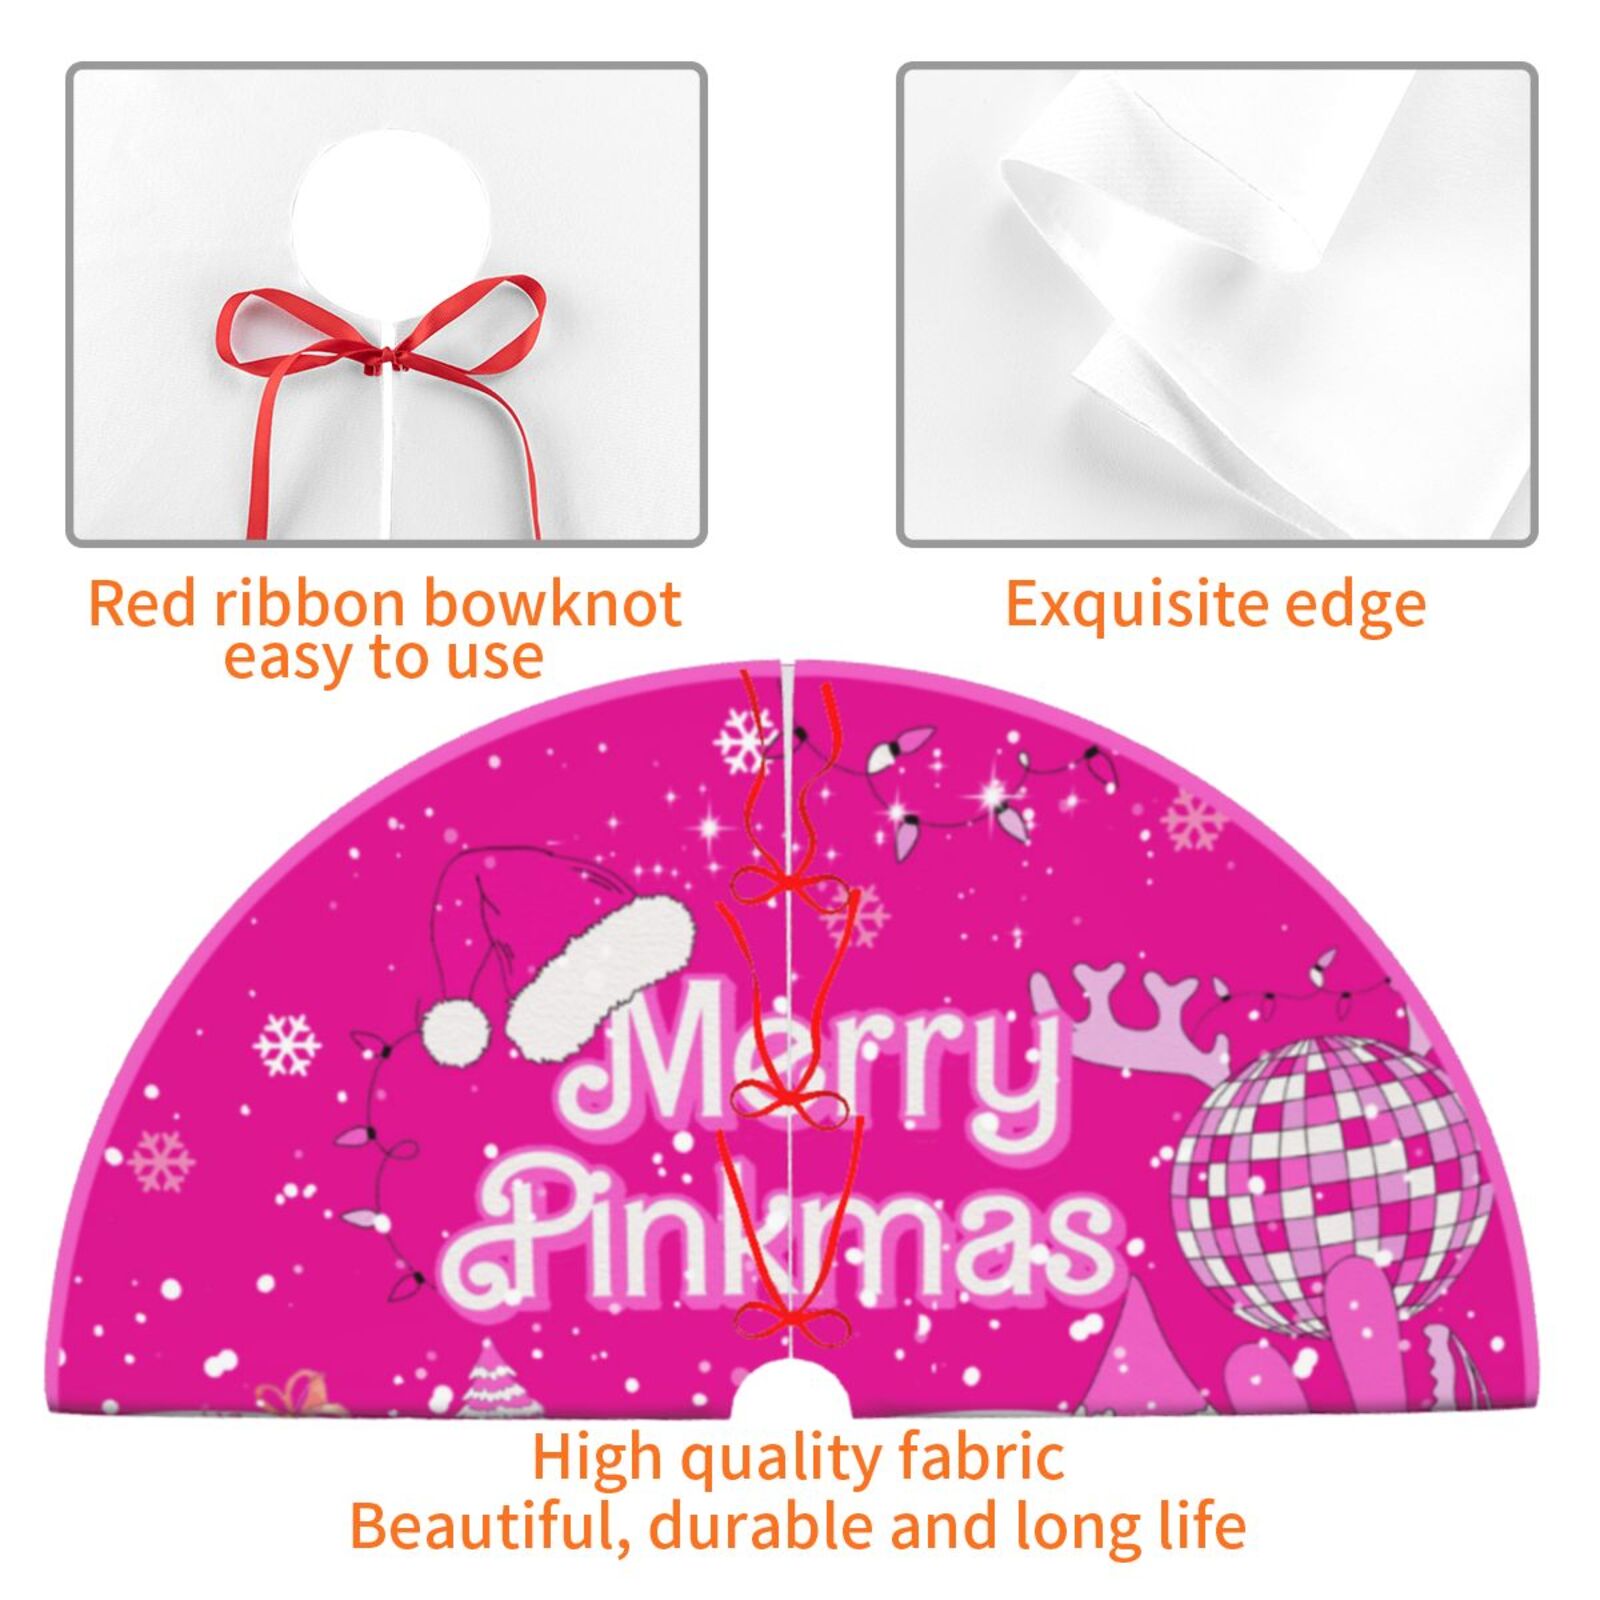 Red ribbon bowknot
easy to use
Exquisite edge
Merry
Pinkmas
High quality fabric
Beautiful, durable and long life